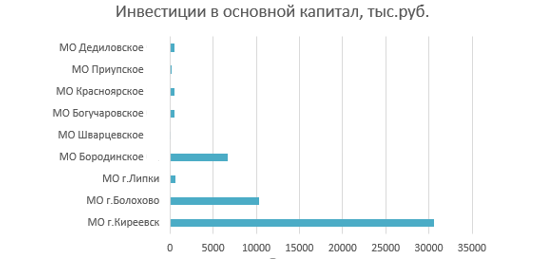 Инвестиции в основной капитал, тыс.руб.
МО Дедиловское
МО Приупское
МО Красноярское
МО Богучаровское
МО Шварцевское
МО Бородинское
МО г.Липки
МО г.Болохово
МО г.Киреевск
0 5000 10000 15000 20000 25000 30000 35000